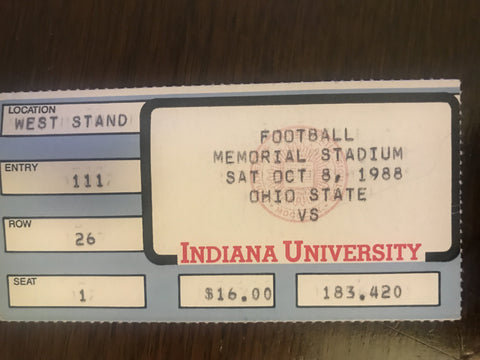 LOCATION
WEST STAND
ENTRY
111
ROW
26
SEAT
1
FOOTBALL
MEMORIAL STADIUM
SAT OCT 8, 1988
OHIO STATE
VS
INDIANA UNIVERSITY
$16.00
183.420